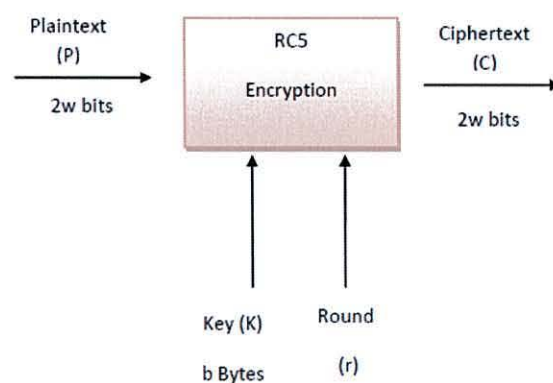 Plaintext
(P)
2w bits
RC5
Encryption
Ciphertext
(C)
2w bits
Key (K)
b Bytes
Round
(r)